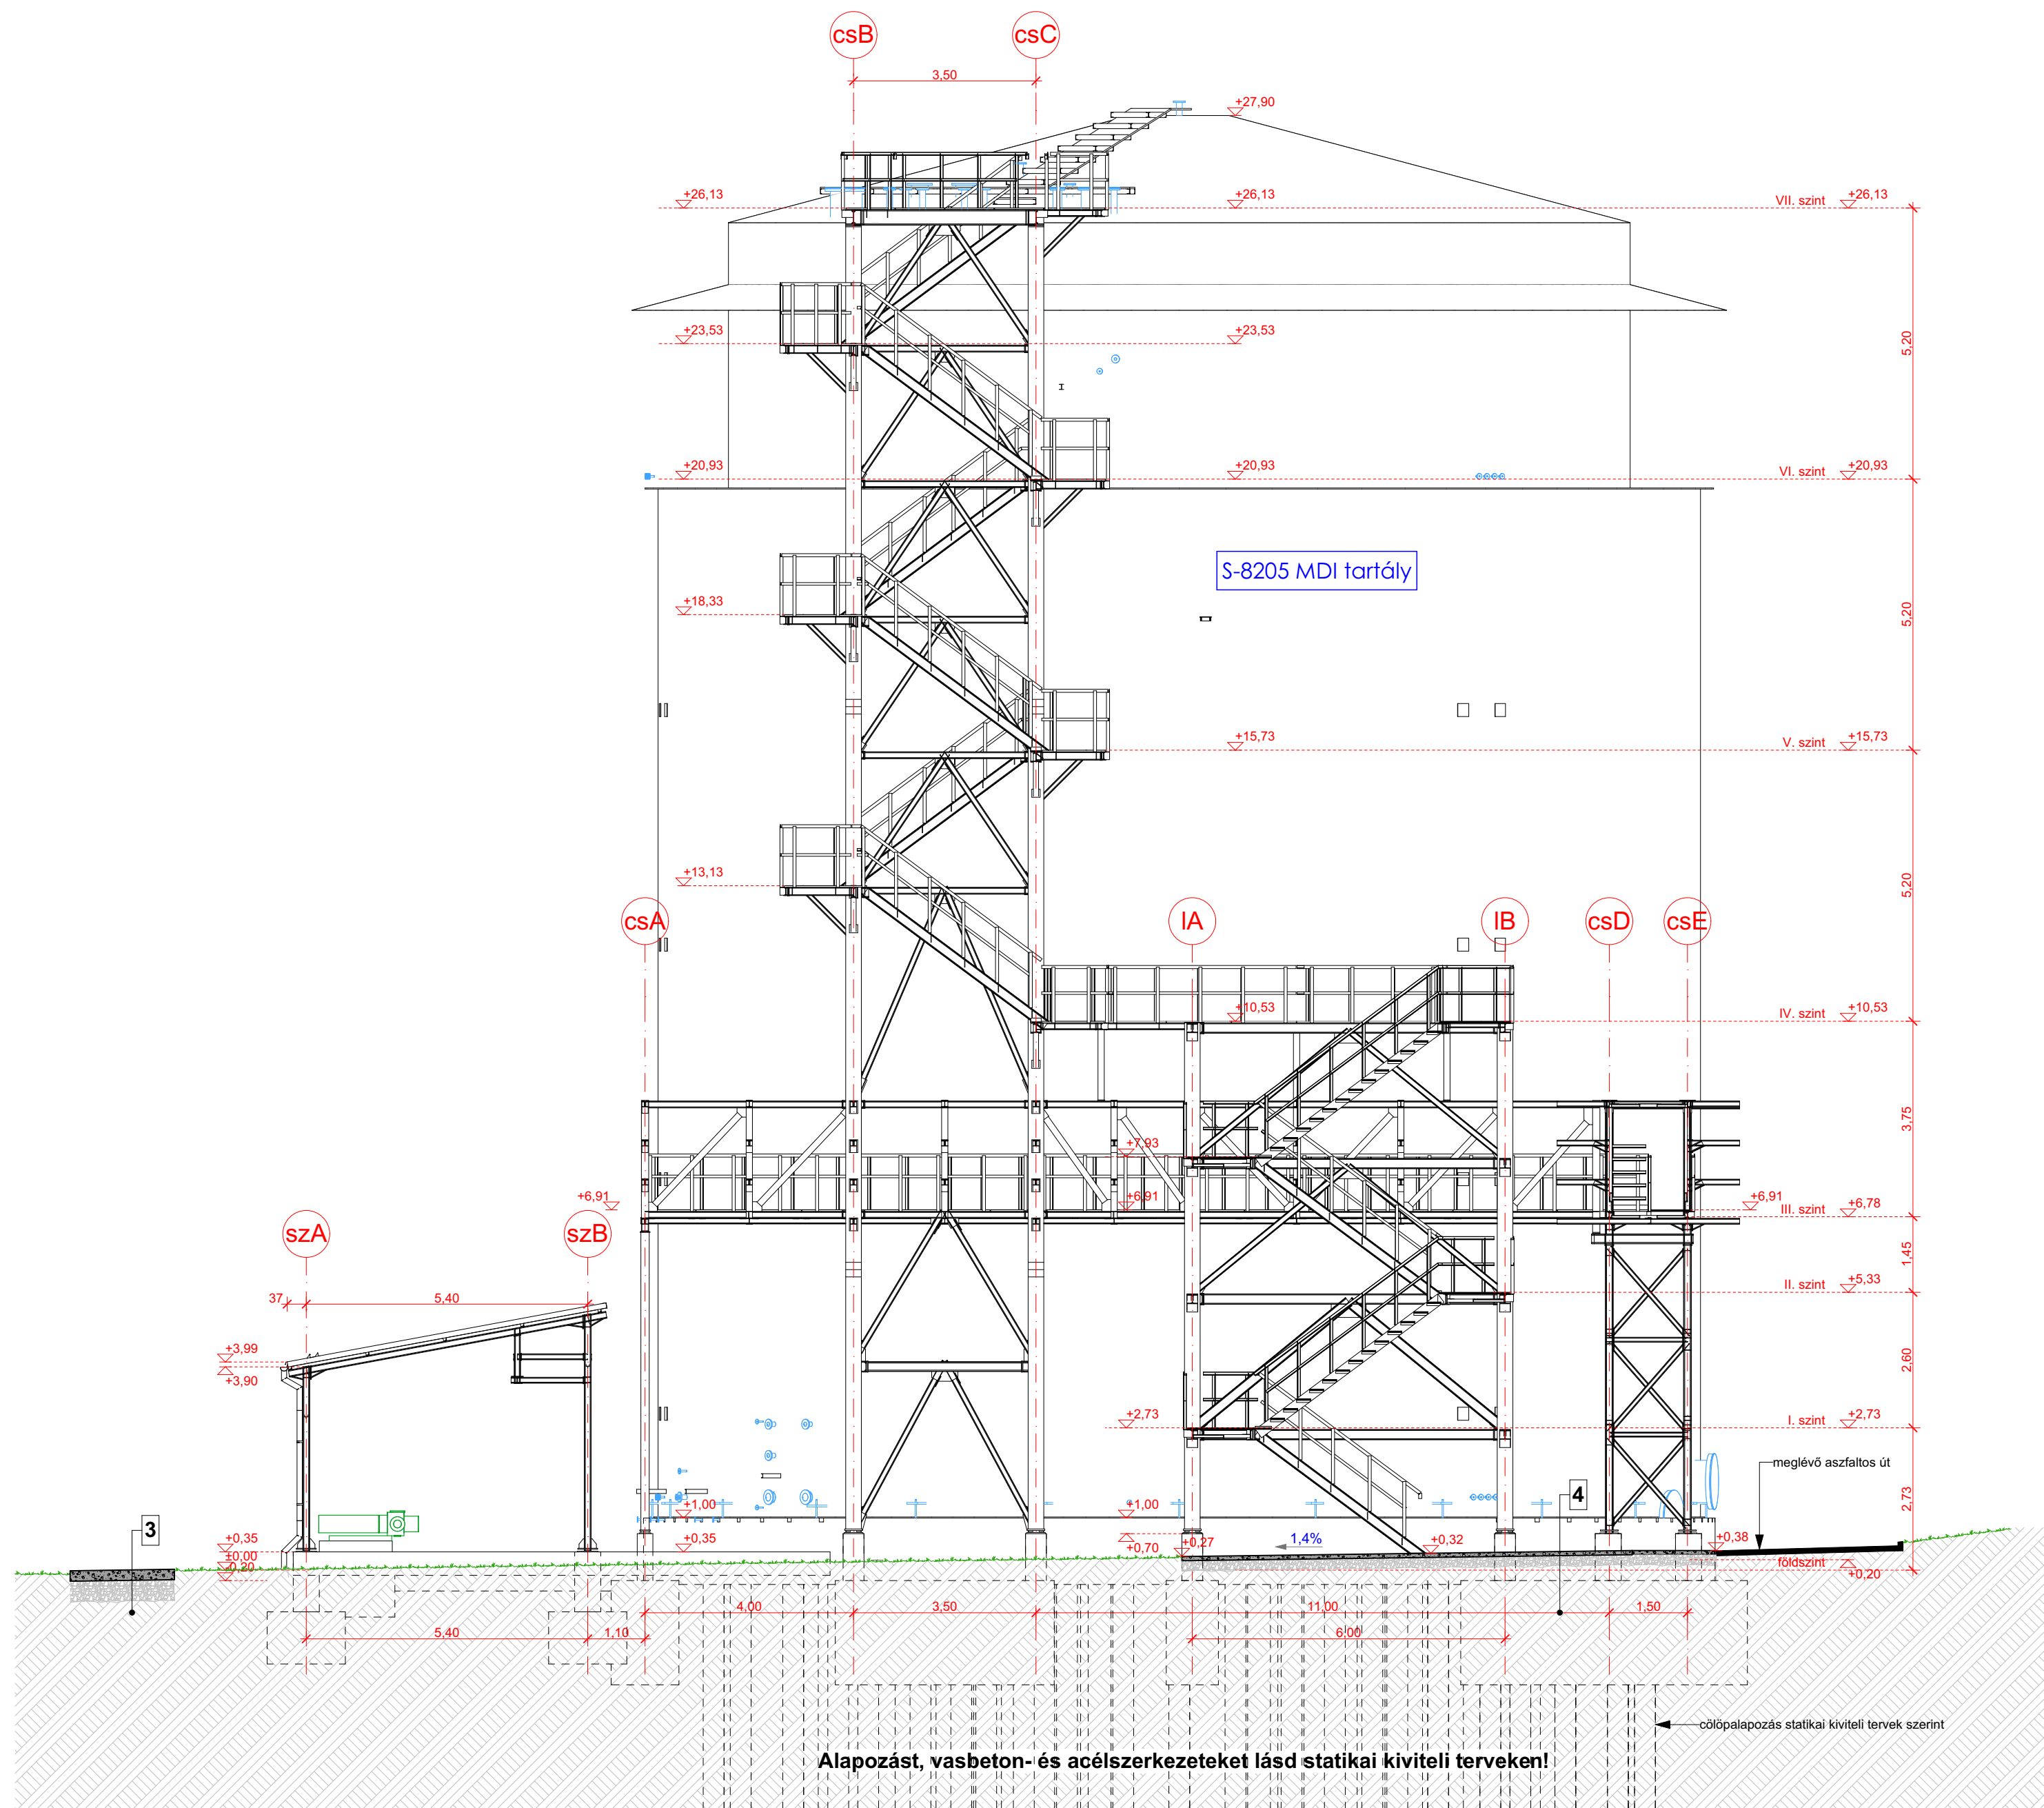 csB
csC
3,50
+27,90
+26,13
+26,13
VII. szint
+26,13
+23,53
+23,53
5,20
+20,93
+20,93
VI. szint
+20,93
S-8205 MDI tartály
+18,33
5,20
+15,73
V. szint
+15,73
+13,13
5,20
csA
IA
IB
csD
csE
+10,53
IV. szint
+10,53
3,75
+7,93
+6,91
+6,91
+6,91
III. szint
+6,78
szA
szB
1,45
II. szint
+5,33
37
5,40
+3,99
+3,90
2,60
+2,73
I. szint
+2,73
meglévő aszfaltos út
4
2,73
3
+1,00
+1,00
+0,35
+0,35
+0,70
+0,27
1,4%
+0,32
+0,38
±0,00
földszint
+0,20
4,00
3,50
11,00
1,50
5,40
1,10
6,00
cölöpalapozás statikai kiviteli tervek szerint
Alapozást, vasbeton- és acélszerkezeteket lásd statikai kiviteli terveken!